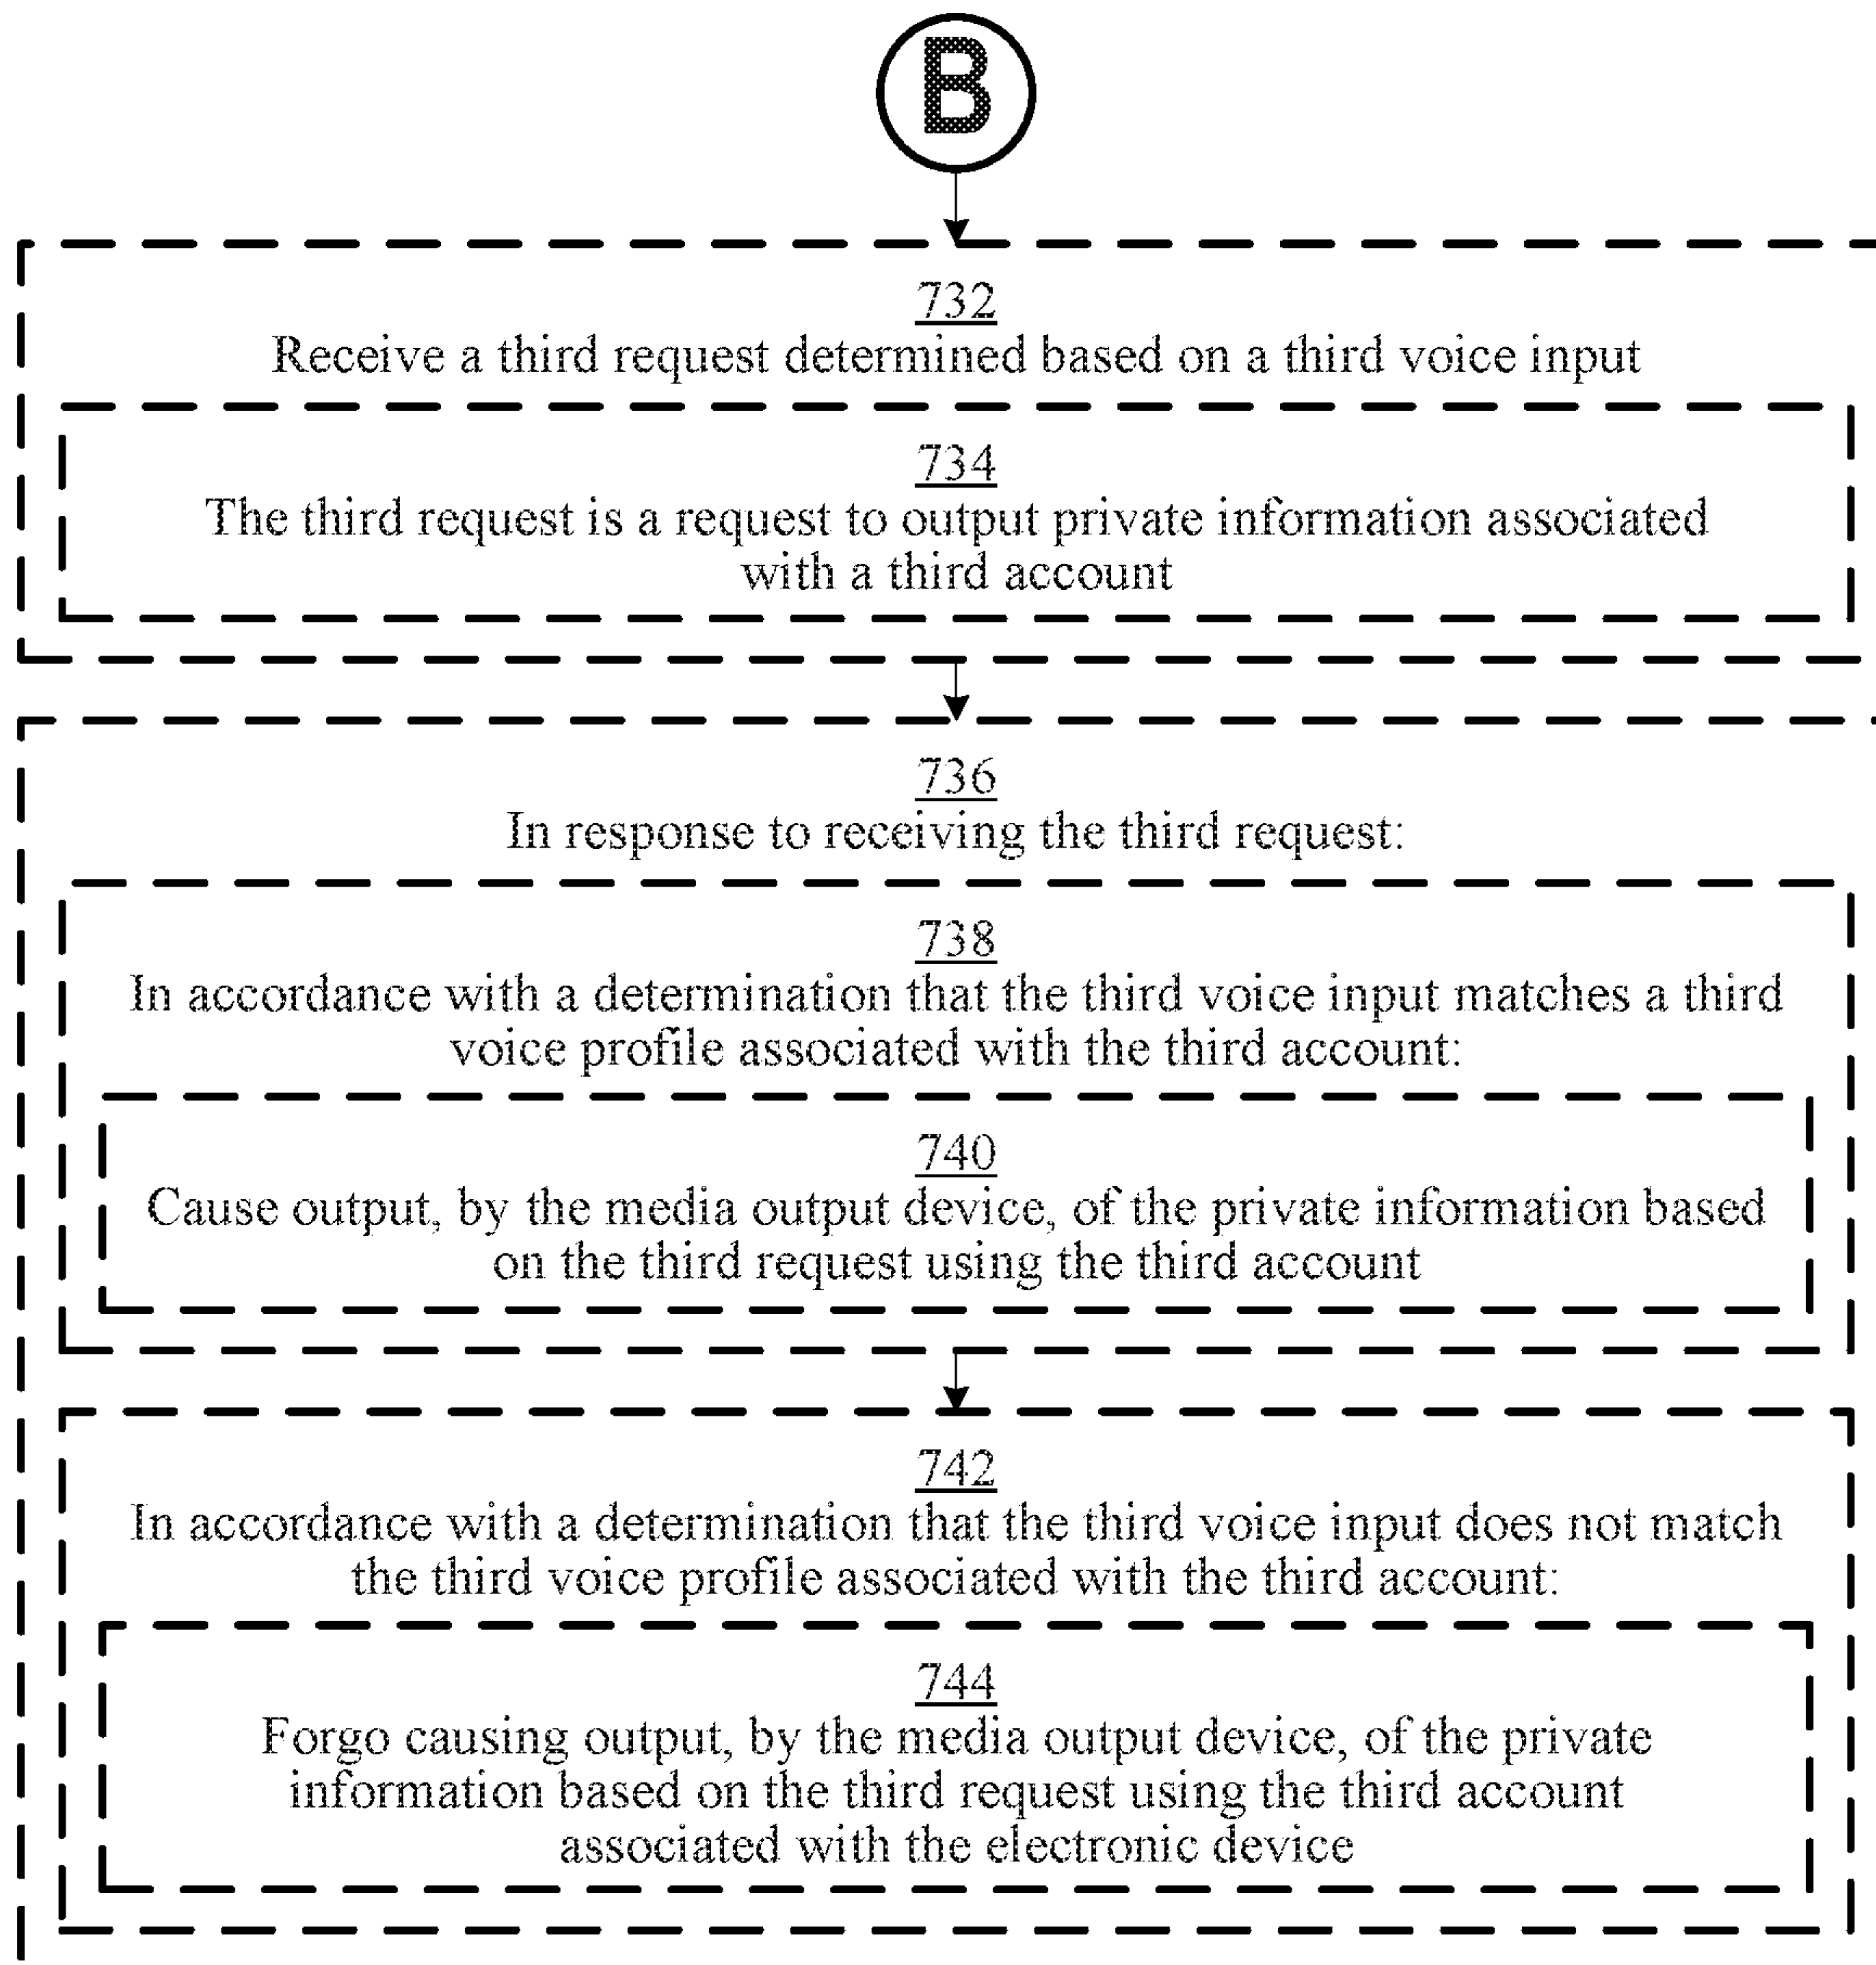 B
732
Receive a third request determined based on a third voice input
734
The third request is a request to output private information associated
with a third account
736
In response to receiving the third request:
738
In accordance with a determination that the third voice input matches a third
voice profile associated with the third account:
740
Cause output, by the media output device, of the private information based
on the third request using the third account
742
In accordance with a determination that the third voice input does not match
the third voice profile associated with the third account:
744
Forgo causing output, by the media output device, of the private
information based on the third request using the third account
associated with the electronic device